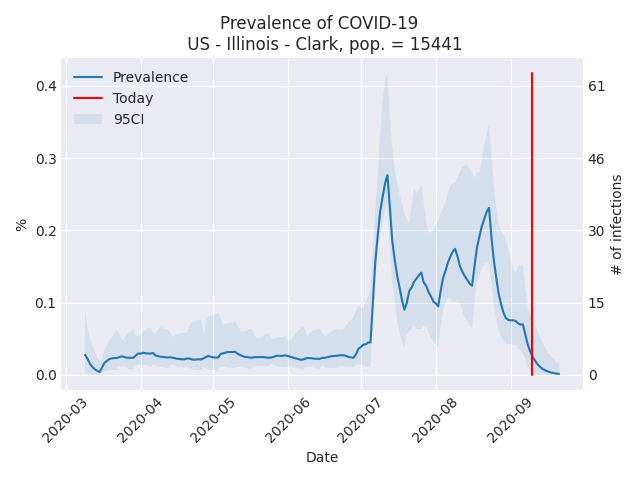 Prevalence of COVID-19
US - Illinois - Clark, pop. = 15441
Prevalence
Today
95CI
0.4
0.3
0.2
0.1
0.0
%
61
46
30
15
0
# of infections
2020-03
2020-04
2020-05
2020-06
2020-07
2020-08
2020-09
Date